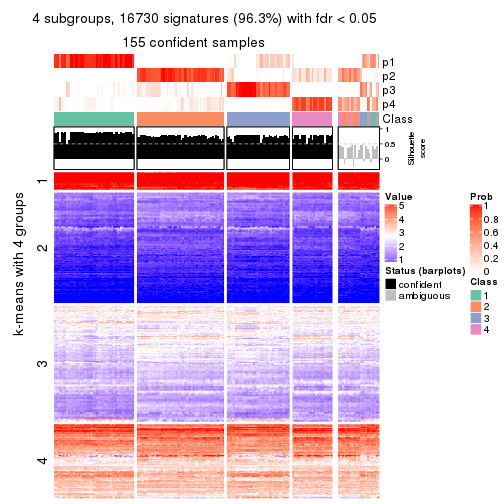 4 subgroups, 16730 signatures (96.3%) with fdr < 0.05
155 confident samples
p1
p2
p3
p4
Class
1
0.5
0
Silhouette
score
k-means with 4 groups
1
2
3
4
Value
5
4
3
2
1
Status (barplots)
confident
ambiguous
Prob
1
0.8
0.6
0.4
0.2
0
Class
1
2
3
4